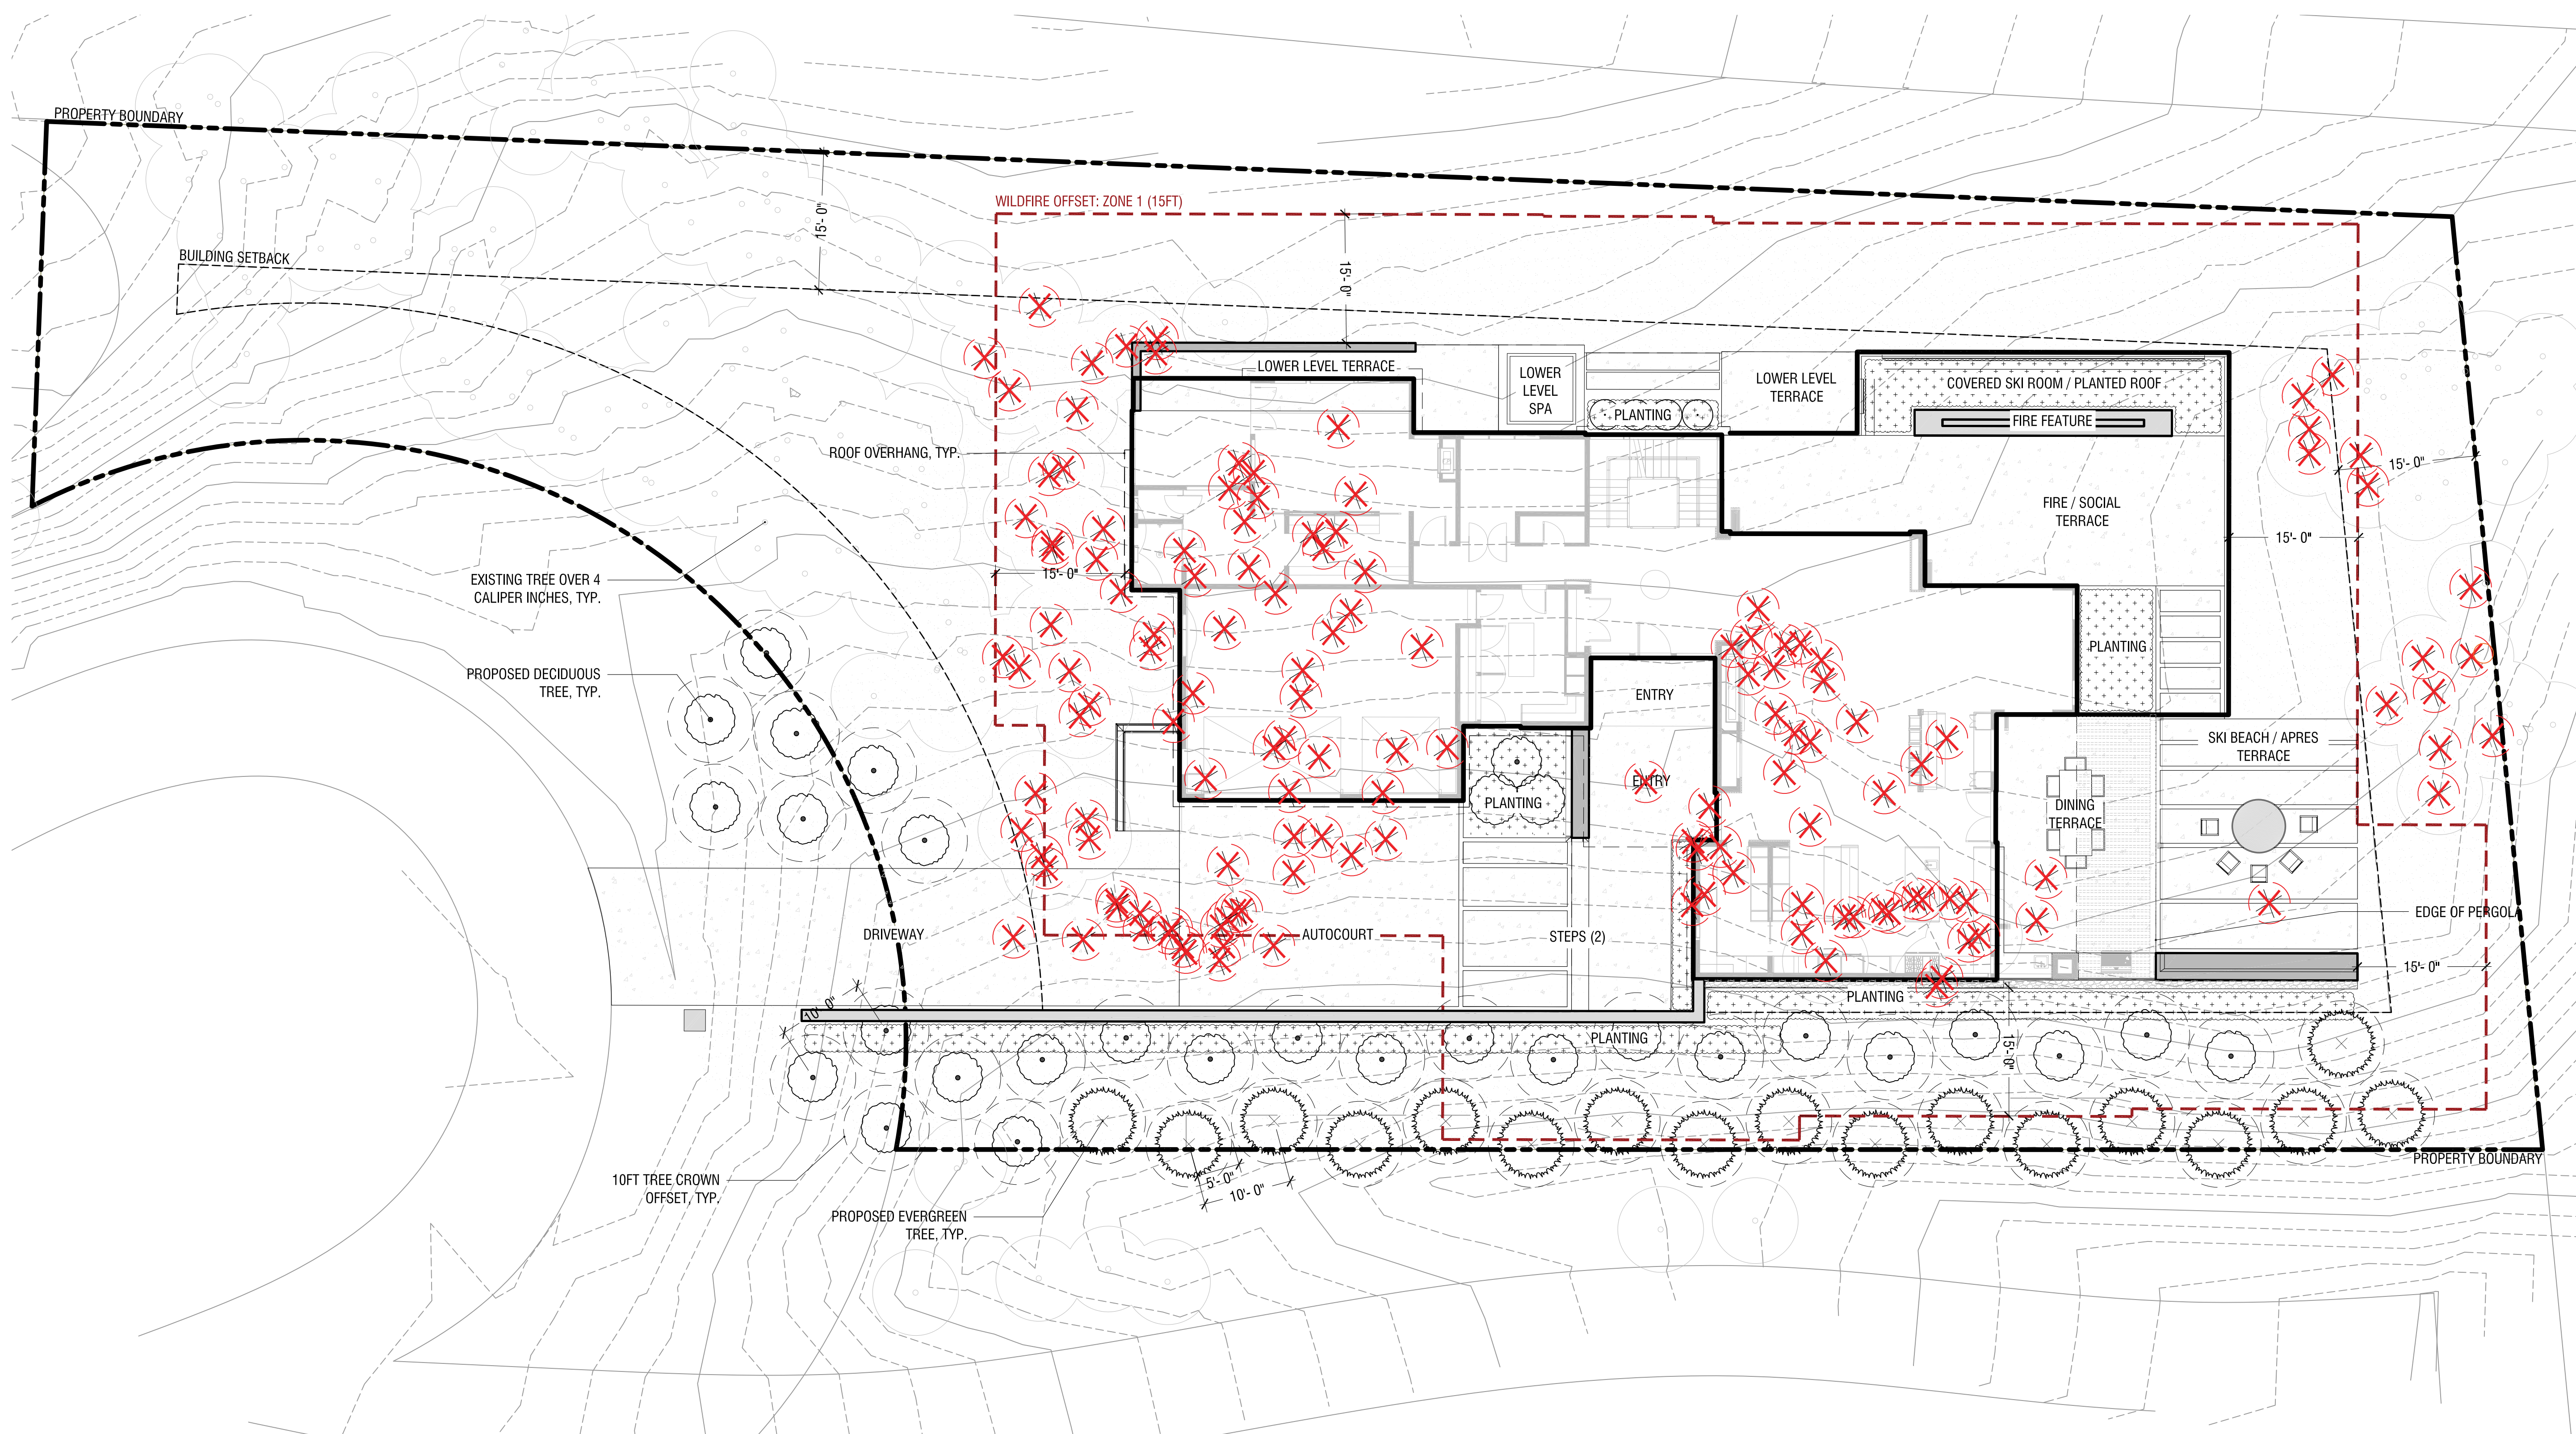 PROPERTY BOUNDARY
WILDFIRE OFFSET: ZONE 1 (15FT)
15'- 0"
15'- 0"
BUILDING SETBACK
LOWER LEVEL TERRACE
LOWER
LEVEL
SPA
PLANTING
LOWER LEVEL
TERRACE
COVERED SKI ROOM / PLANTED ROOF
FIRE FEATURE
ROOF OVERHANG, TYP.
15'- 0"
FIRE / SOCIAL
TERRACE
15'- 0"
EXISTING TREE OVER 4
CALIPER INCHES, TYP.
15'- 0"
PLANTING
PROPOSED DECIDUOUS
TREE, TYP.
ENTRY
SKI BEACH / APRES
TERRACE
ENTRY
PLANTING
DINING
TERRACE
EDGE OF PERGOLA
DRIVEWAY
AUTOCOURT
STEPS (2)
15'- 0"
PLANTING
10'- 0"
PLANTING
15'- 0"
PROPERTY BOUNDARY
10FT TREE CROWN
OFFSET, TYP.
5'- 0"
10'- 0"
PROPOSED EVERGREEN
TREE, TYP.